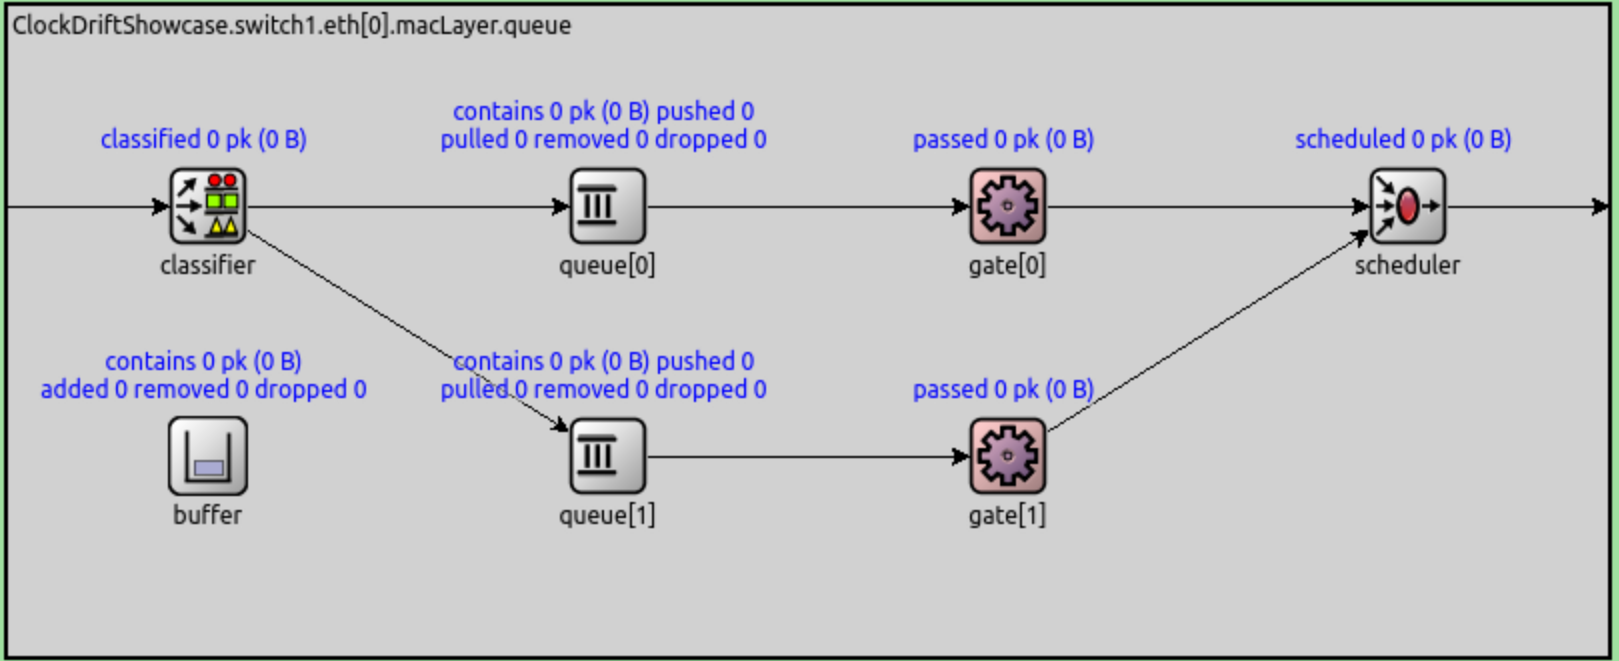 ClockDriftShowcase.switch1.eth[0].macLayer.queue
classified 0 pk (0 B)
contains 0 pk (0 B) pushed 0
pulled 0 removed 0 dropped 0
passed 0 pk (0 B)
scheduled 0 pk (0 B)
classifier
queue[0]
gate[0]
scheduler
contains 0 pk (0 B)
added 0 removed 0 dropped 0
contains 0 pk (0 B) pushed 0
pulled 0 removed 0 dropped 0
passed 0 pk (0 B)
buffer
queue[1]
gate[1]